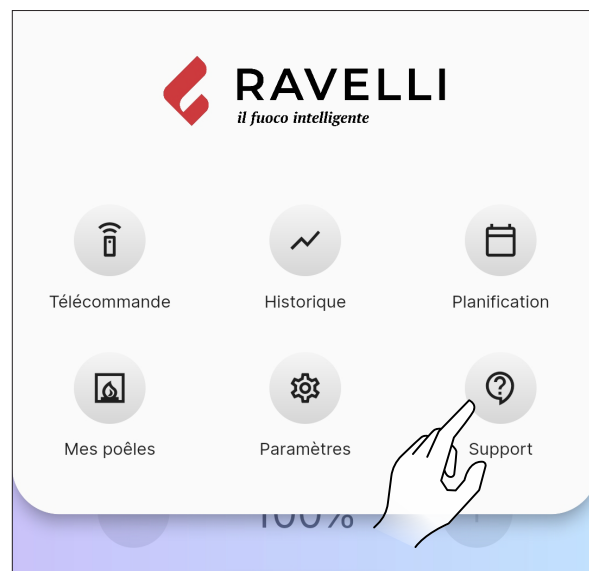 RAVELLI
il fuoco intelligente
Télécommande Historique Planification
Mes poêles Paramètres Support
100%